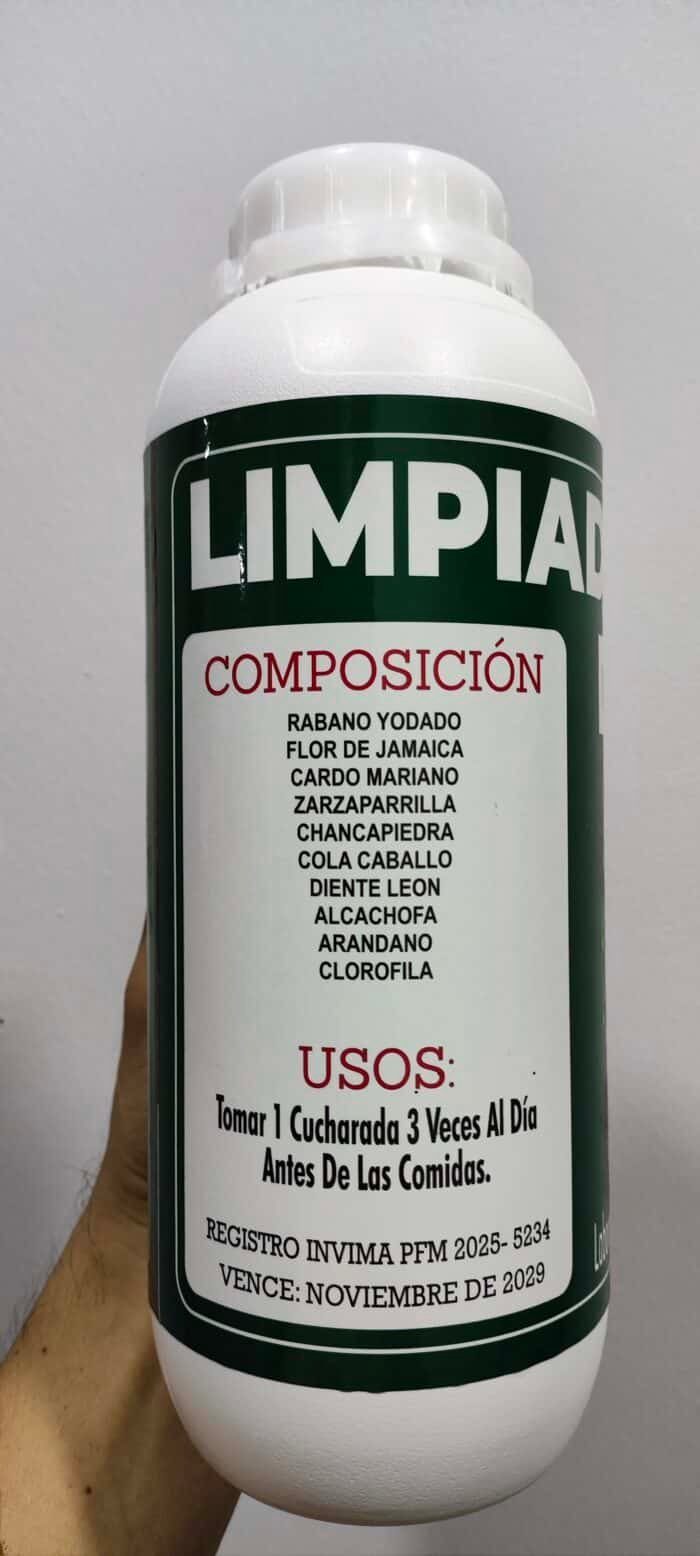 LIMPIAD
COMPOSICIÓN
RABANO YODADO
FLOR DE JAMAICA
CARDO MARIANO
ZARZAPARRILLA
CHANCAPIEDRA
COLA CABALLO
DIENTE LEON
ALCACHOFA
ARANDANO
CLOROFILA
USOS:
Tomar 1 Cucharada 3 Veces Al Día
Antes De Las Comidas.
REGISTRO INVIMA PFM 2025- 5234
VENCE: NOVIEMBRE DE 2029